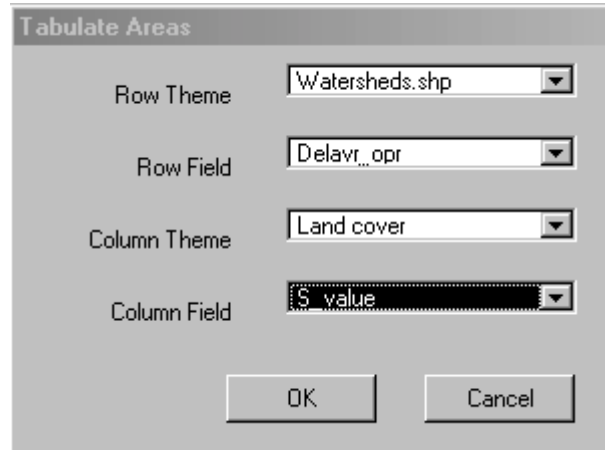 Tabulate Areas
Row Theme Watersheds.shp
Row Field Delavr_opr
Column Theme Land cover
Column Field S_value
OK Cancel